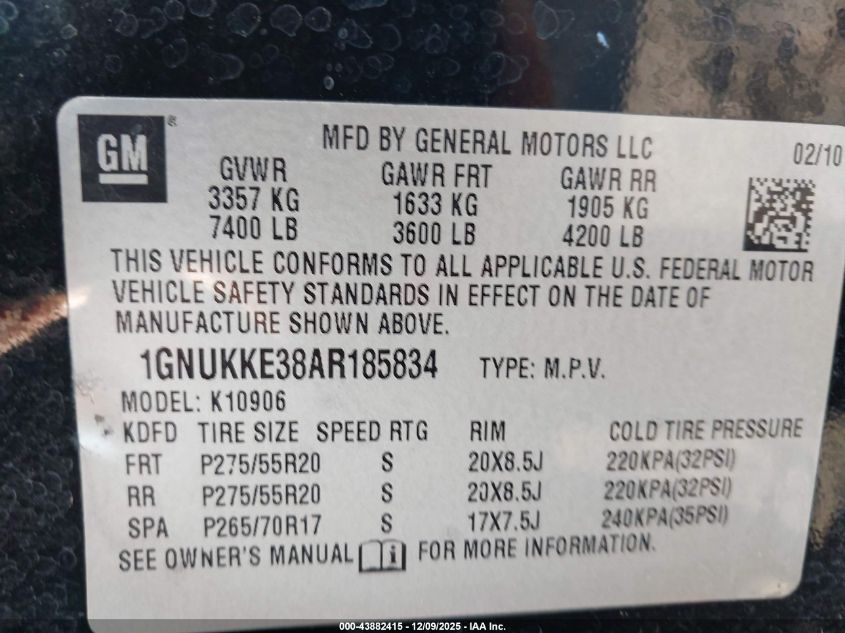 GM ®
MFD BY GENERAL MOTORS LLC
02/10
GVWR GAWR FRT GAWR RR
3357 KG 1633 KG 1905 KG
7400 LB 3600 LB 4200 LB
THIS VEHICLE CONFORMS TO ALL APPLICABLE U.S. FEDERAL MOTOR
VEHICLE SAFETY STANDARDS IN EFFECT ON THE DATE OF
MANUFACTURE SHOWN ABOVE.
1GNUKKE38AR185834 TYPE: M.P.V.
MODEL: K10906
KDFD TIRE SIZE SPEED RTG RIM COLD TIRE PRESSURE
FRT P275/55R20 S 20X8.5J 220KPA(32PSI)
RR P275/55R20 S 20X8.5J 220KPA(32PSI)
SPA P265/70R17 S 17X7.5J 240KPA(35PSI)
SEE OWNER'S MANUAL i FOR MORE INFORMATION.
000-43882415 - 12/09/2025 - IAA Inc.